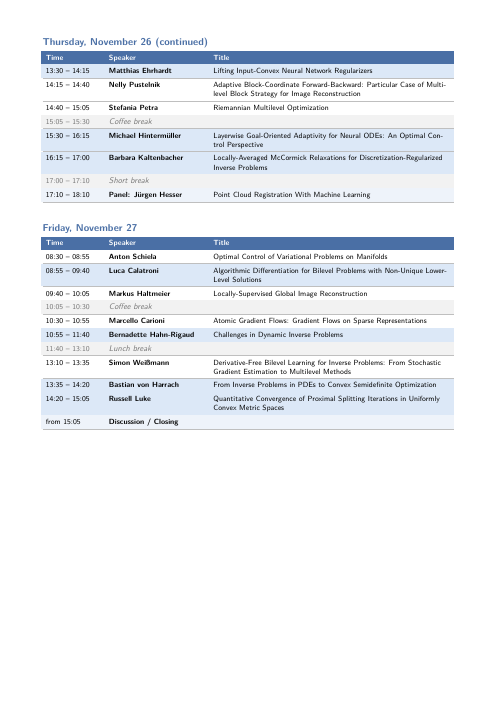 Thursday, November 26 (continued)
Time Speaker Title
13:30 – 14:15 Matthias Ehrhardt Lifting Input-Convex Neural Network Regularizers
14:15 – 14:40 Nelly Pustelnik Adaptive Block-Coordinate Forward-Backward: Particular Case of Multi-
level Block Strategy for Image Reconstruction
14:40 – 15:05 Stefania Petra Riemannian Multilevel Optimization
15:05 – 15:30 Coffee break
15:30 – 16:15 Michael Hintermüller Layerwise Goal-Oriented Adaptivity for Neural ODEs: An Optimal Con-
trol Perspective
16:15 – 17:00 Barbara Kaltenbacher Locally-Averaged McCormick Relaxations for Discretization-Regularized
Inverse Problems
17:00 – 17:10 Short break
17:10 – 18:10 Panel: Jürgen Hesser Point Cloud Registration With Machine Learning
Friday, November 27
Time Speaker Title
08:30 – 08:55 Anton Schiela Optimal Control of Variational Problems on Manifolds
08:55 – 09:40 Luca Calatroni Algorithmic Differentiation for Bilevel Problems with Non-Unique Lower-
Level Solutions
09:40 – 10:05 Markus Haltmeier Locally-Supervised Global Image Reconstruction
10:05 – 10:30 Coffee break
10:30 – 10:55 Marcello Carioni Atomic Gradient Flows: Gradient Flows on Sparse Representations
10:55 – 11:40 Bernadette Hahn-Rigaud Challenges in Dynamic Inverse Problems
11:40 – 13:10 Lunch break
13:10 – 13:35 Simon Weißmann Derivative-Free Bilevel Learning for Inverse Problems: From Stochastic
Gradient Estimation to Multilevel Methods
13:35 – 14:20 Bastian von Harrach From Inverse Problems in PDEs to Convex Semidefinite Optimization
14:20 – 15:05 Russell Luke Quantitative Convergence of Proximal Splitting Iterations in Uniformly
Convex Metric Spaces
from 15:05 Discussion / Closing